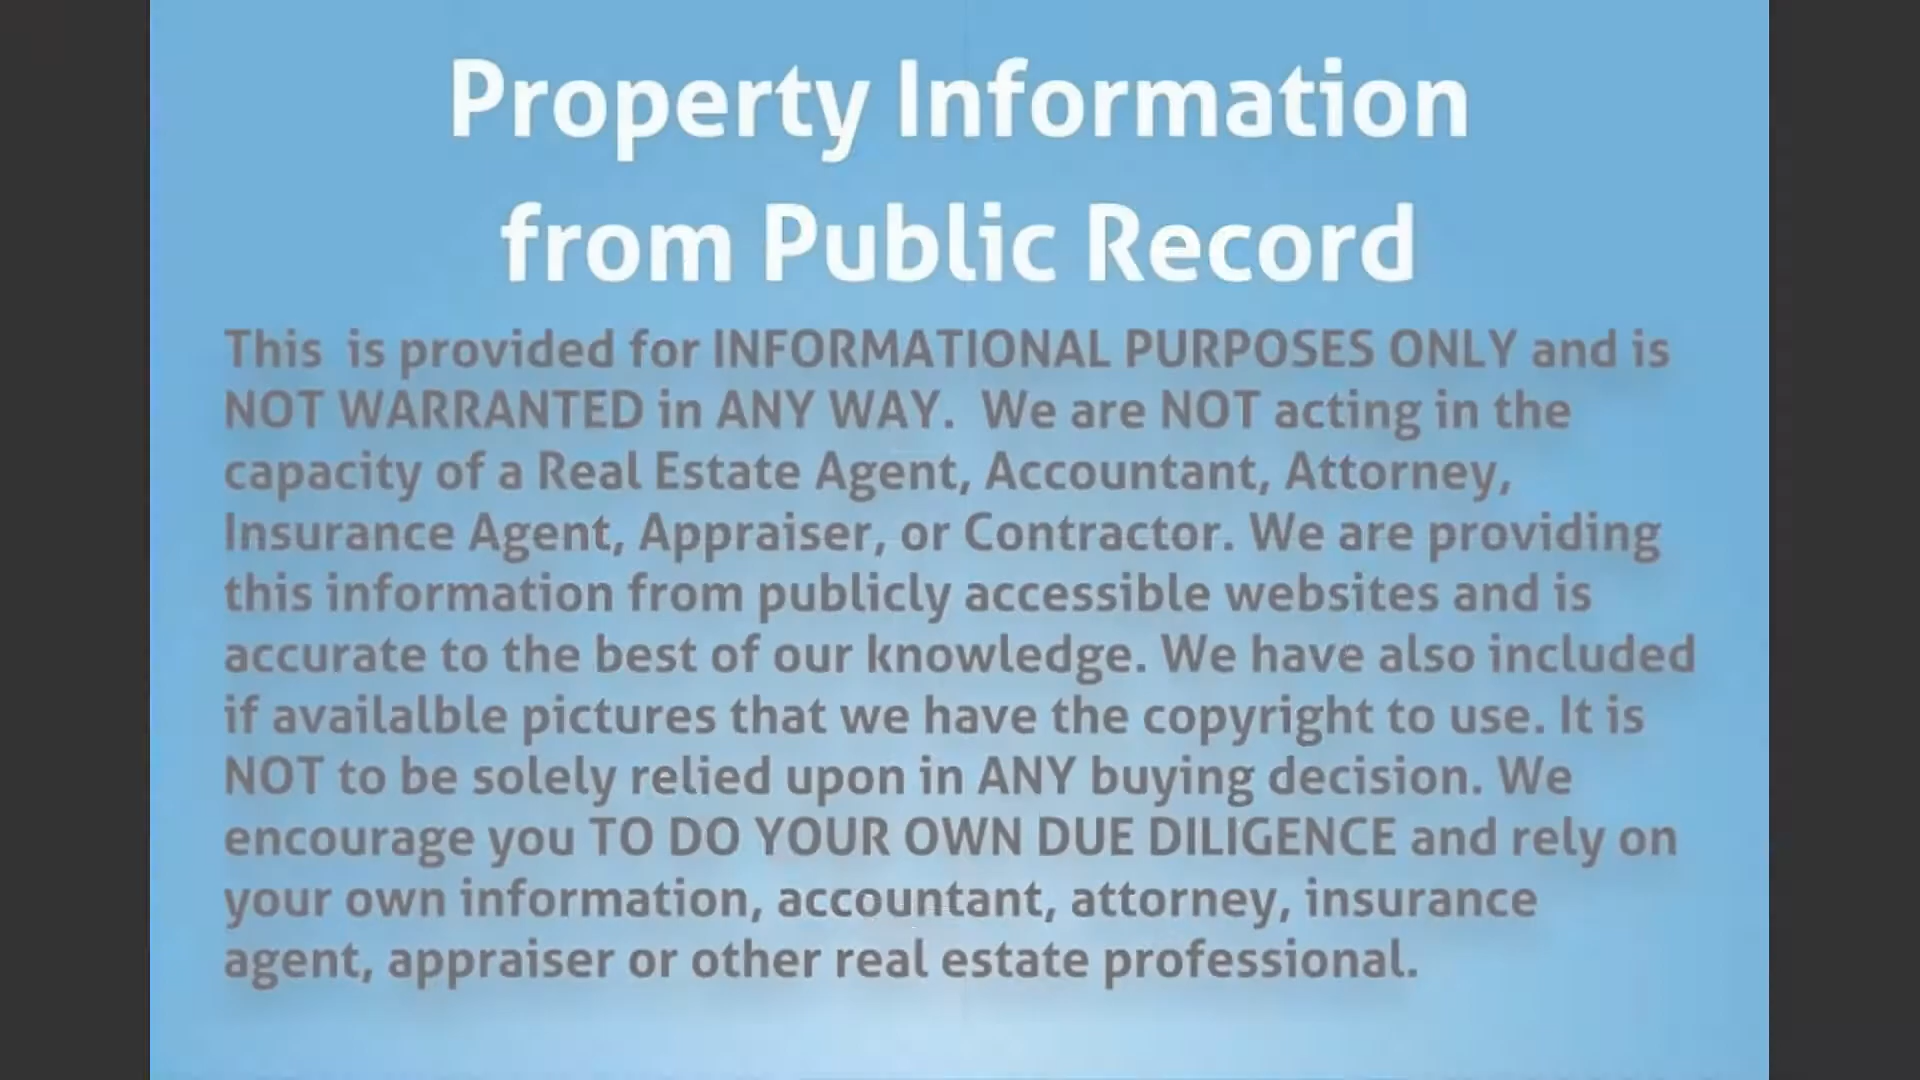 Property Information
from Public Record
This is provided for INFORMATIONAL PURPOSES ONLY and is
NOT WARRANTED in ANY WAY. We are NOT acting in the
capacity of a Real Estate Agent, Accountant, Attorney,
Insurance Agent, Appraiser, or Contractor. We are providing
this information from publicly accessible websites and is
accurate to the best of our knowledge. We have also included
if availalble pictures that we have the copyright to use. It is
NOT to be solely relied upon in ANY buying decision. We
encourage you TO DO YOUR OWN DUE DILIGENCE and rely on
your own information, accountant, attorney, insurance
agent, appraiser or other real estate professional.